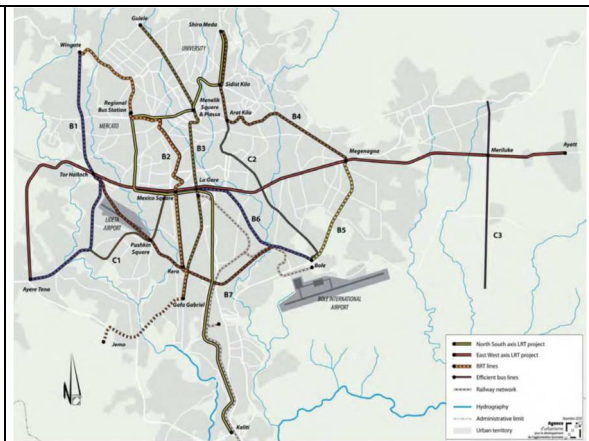 Gulele
Shiro Meda
Wingate
UNIVERSITY
Sidist Kilo
Regional
Bus Station
Menelik
Square
& Piassa
Arat Kilo
B4
MERCATO
B1
B2
B3
C2
Megenagna
Meriluke
Ayatt
Tor Hailoch
La Gare
Mexico Square
B6
B5
LIDETA
AIRPORT
Pushkin
Square
C1
C3
Bole
Kera
Ayere Tena
B7
BOLE INTERNATIONAL
AIRPORT
Gofa Gabriel
Jemo
Kaliti
North South axis LRT project
East West axis LRT project
BRT lines
Efficient bus lines
Railway network
Hydrography
Administrative limit
Urban territory
Agence
d'urbanisme